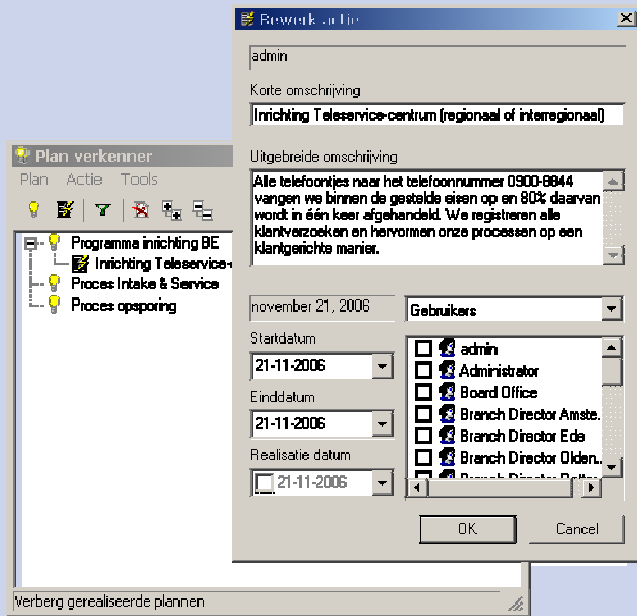 Bewerk actie
admin
Korte omschrijving
Inrichting Teleservice-centrum (regionaal of interregionaal)
Uitgebreide omschrijving
Alle telefoontjes naar het telefoonnummer 0900-8844
vangen we binnen de gestelde eisen op en 80% daarvan
wordt in één keer afgehandeld. We registreren alle
klantverzoeken en hervormen onze processen op een
klantgerichte manier.
november 21, 2006
Gebruikers
Startdatum
21-11-2006
Einddatum
21-11-2006
Realisatie datum
21-11-2006
admin
Administrator
Board Office
Branch Director Amste..
Branch Director Ede
Branch Director Olden..
Branch Director
OK
Cancel
Plan verkenner
Plan Actie Tools
Programma inrichting BE
Inrichting Teleservice-
Proces Intake & Service
Proces opsporing
Verberg gerealiseerde plannen